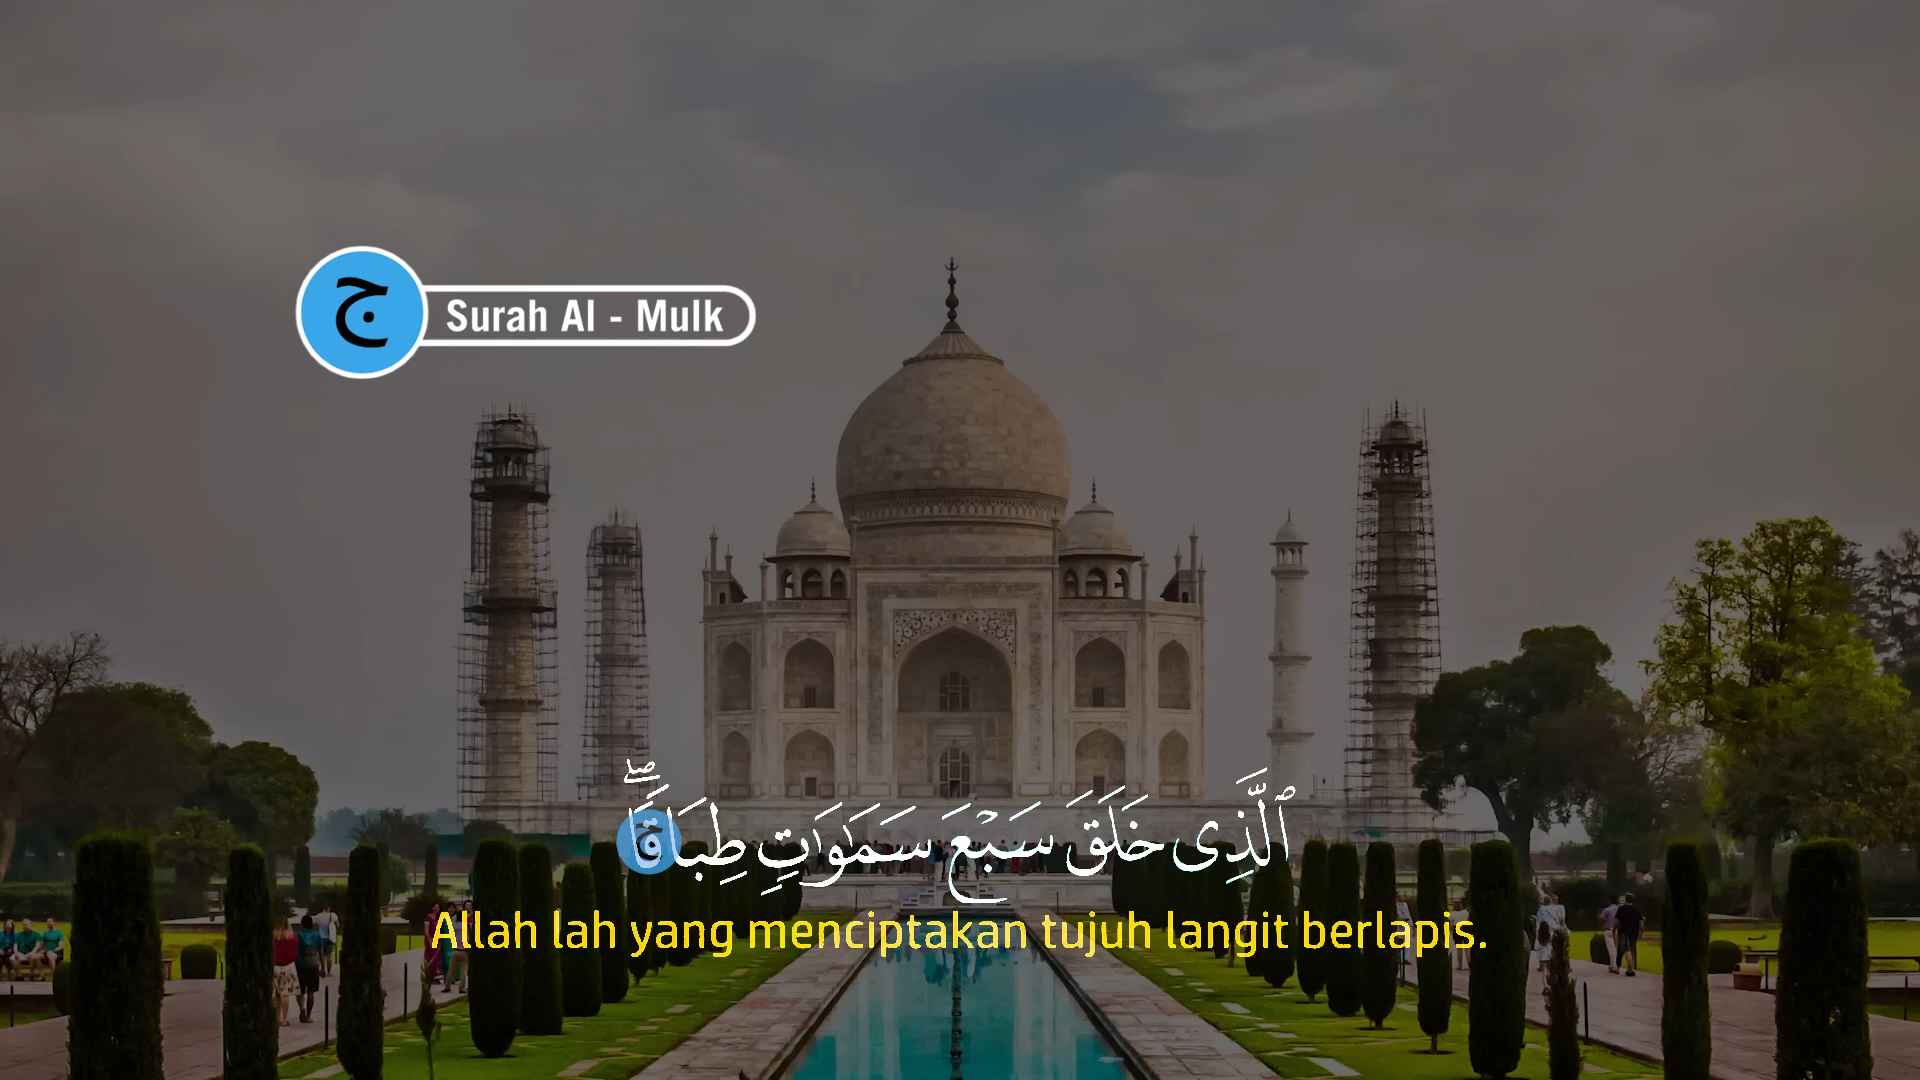 ج
Surah Al - Mulk
ٱلَّذِى خَلَقَ سَبْعَ سَمَٰوَٰتٍ طِبَاقًا ۖ
Allah lah yang menciptakan tujuh langit berlapis.